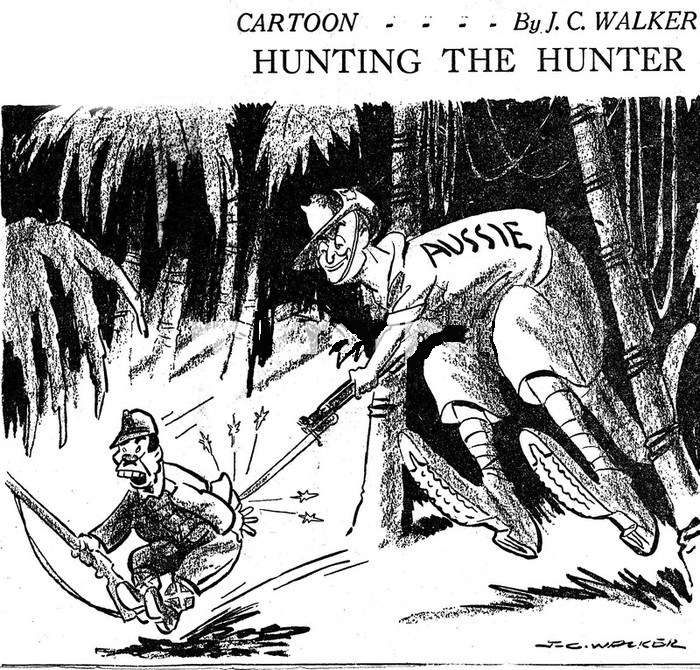 CARTOON - - - - By J. C. WALKER
HUNTING THE HUNTER
AUSSIE
J.C. WALKER